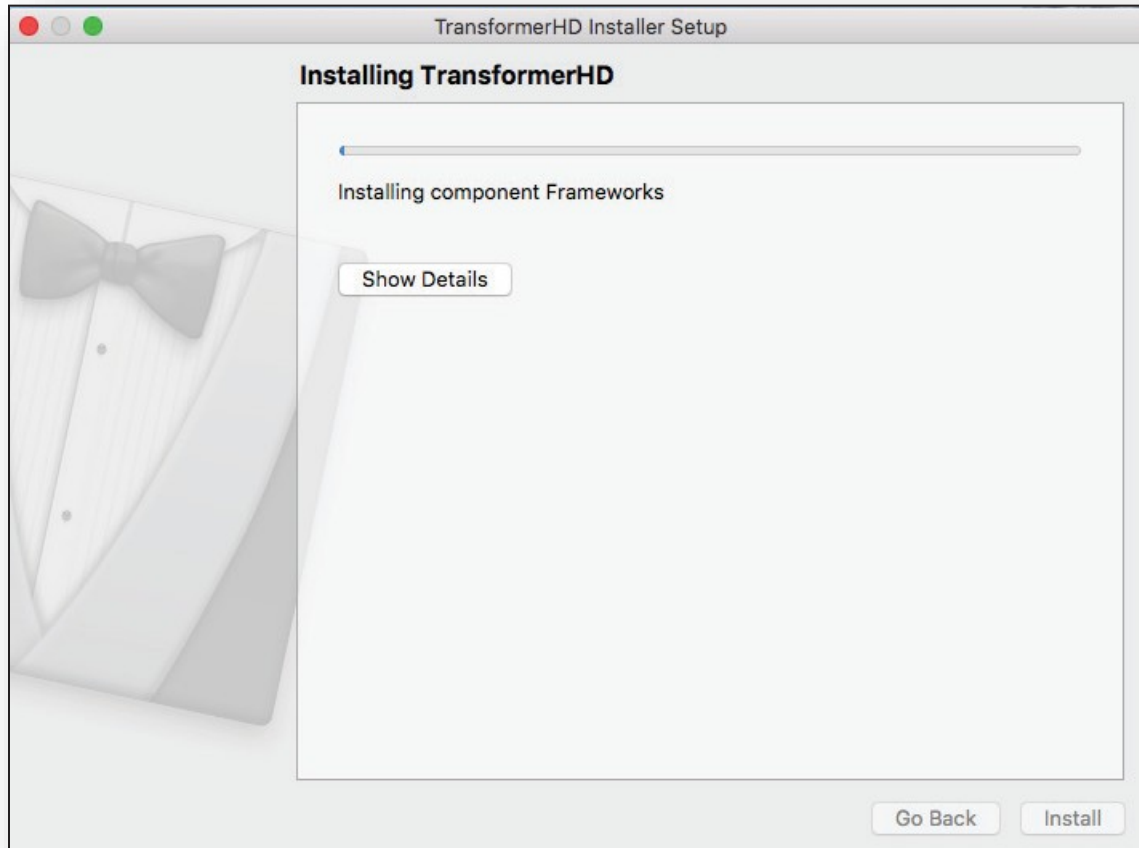 TransformerHD Installer Setup
Installing TransformerHD
Installing component Frameworks
Show Details
Go Back
Install